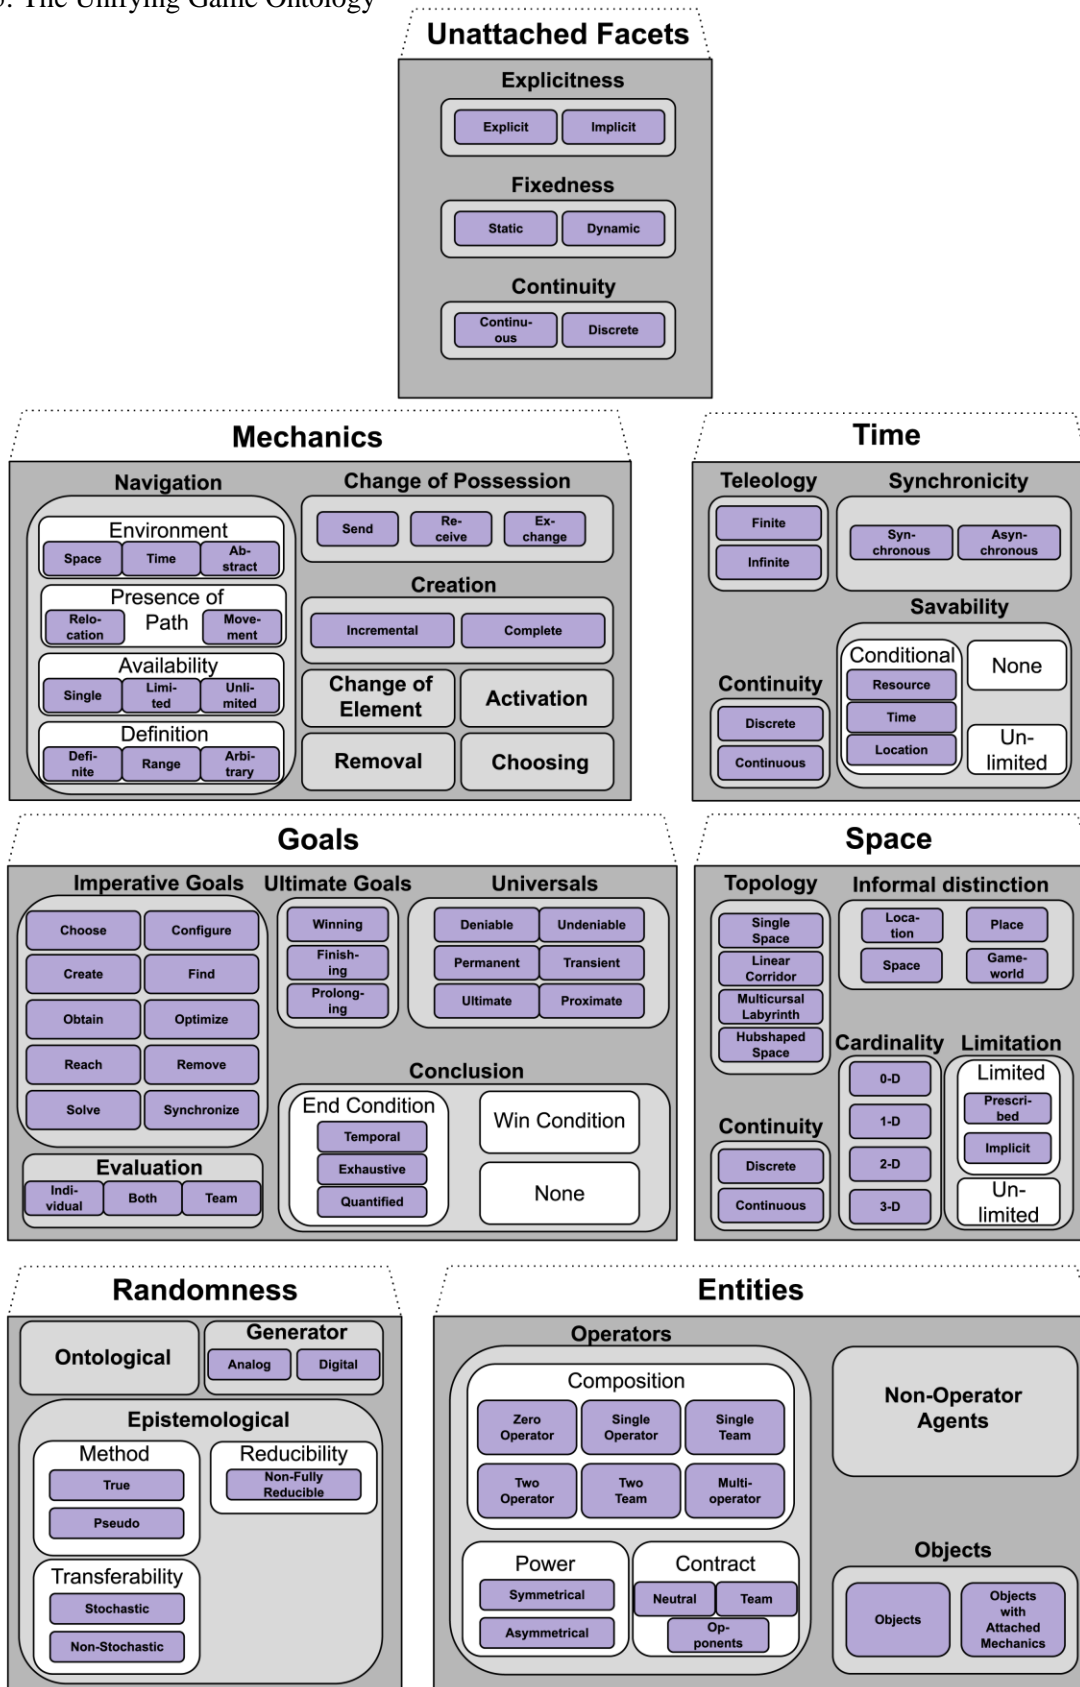 The Unifying Game Ontology
Unattached Facets
Explicitness
Explicit
Implicit
Fixedness
Static
Dynamic
Continuity
Continu-
ous
Discrete
Mechanics
Navigation
Environment
Space
Time
Ab-
stract
Presence of
Path
Relo-
cation
Move-
ment
Availability
Single
Limi-
ted
Unli-
mited
Definition
Defi-
nite
Range
Arbi-
trary
Change of Possession
Send
Re-
ceive
Ex-
change
Creation
Incremental
Complete
Change of
Element
Activation
Removal
Choosing
Time
Teleology
Finite
Infinite
Synchronicity
Syn-
chronous
Asyn-
chronous
Continuity
Discrete
Continuous
Savability
Conditional
Resource
Time
Location
None
Un-
limited
Goals
Imperative Goals
Choose
Configure
Create
Find
Obtain
Optimize
Reach
Remove
Solve
Synchronize
Evaluation
Indi-
vidual
Both
Team
Ultimate Goals
Winning
Finish-
ing
Prolong-
ing
Universals
Deniable
Undeniable
Permanent
Transient
Ultimate
Proximate
Conclusion
End Condition
Temporal
Exhaustive
Quantified
Win Condition
None
Space
Topology
Single
Space
Linear
Corridor
Multicursal
Labyrinth
Hubshaped
Space
Informal distinction
Loca-
tion
Place
Space
Game-
world
Continuity
Discrete
Continuous
Cardinality
0-D
1-D
2-D
3-D
Limitation
Limited
Prescri-
bed
Implicit
Un-
limited
Randomness
Ontological
Generator
Analog
Digital
Epistemological
Method
True
Pseudo
Reducibility
Non-Fully
Reducible
Transferability
Stochastic
Non-Stochastic
Entities
Operators
Composition
Zero
Operator
Single
Operator
Single
Team
Two
Operator
Two
Team
Multi-
operator
Power
Symmetrical
Asymmetrical
Contract
Neutral
Team
Op-
ponents
Non-Operator
Agents
Objects
Objects
Objects
with
Attached
Mechanics